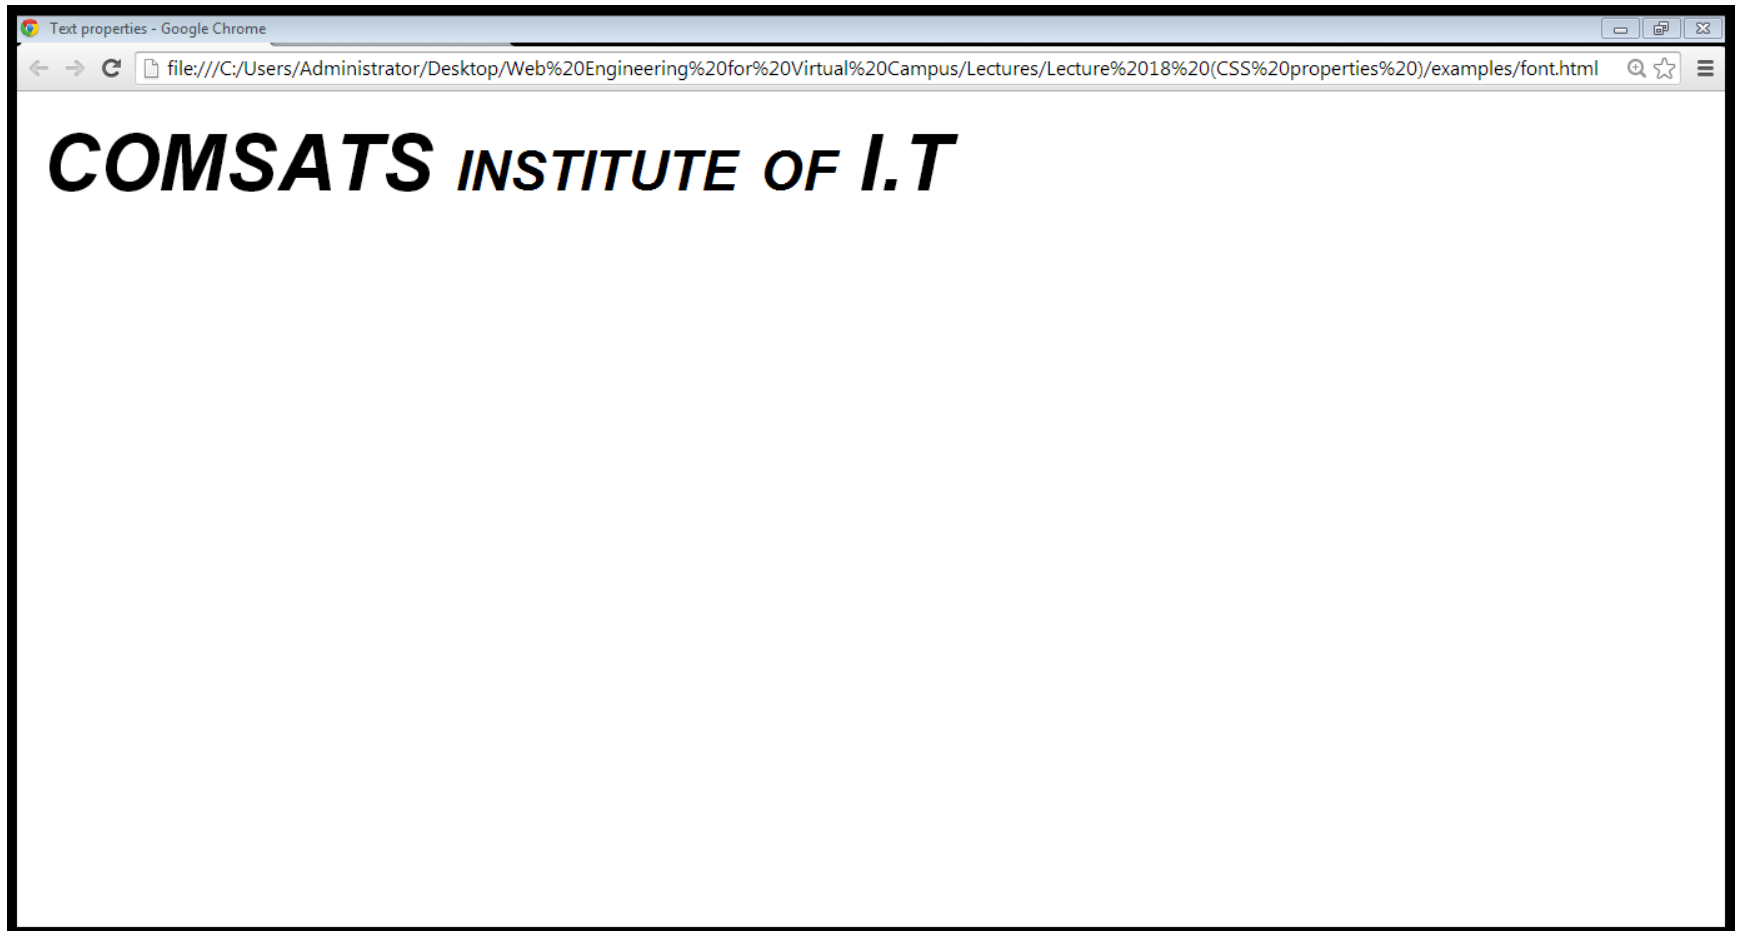 Text properties - Google Chrome
file:///C:/Users/Administrator/Desktop/Web%20Engineering%20for%20Virtual%20Campus/Lectures/Lecture%2018%20(CSS%20properties%20)/examples/font.html
COMSATS INSTITUTE OF I.T